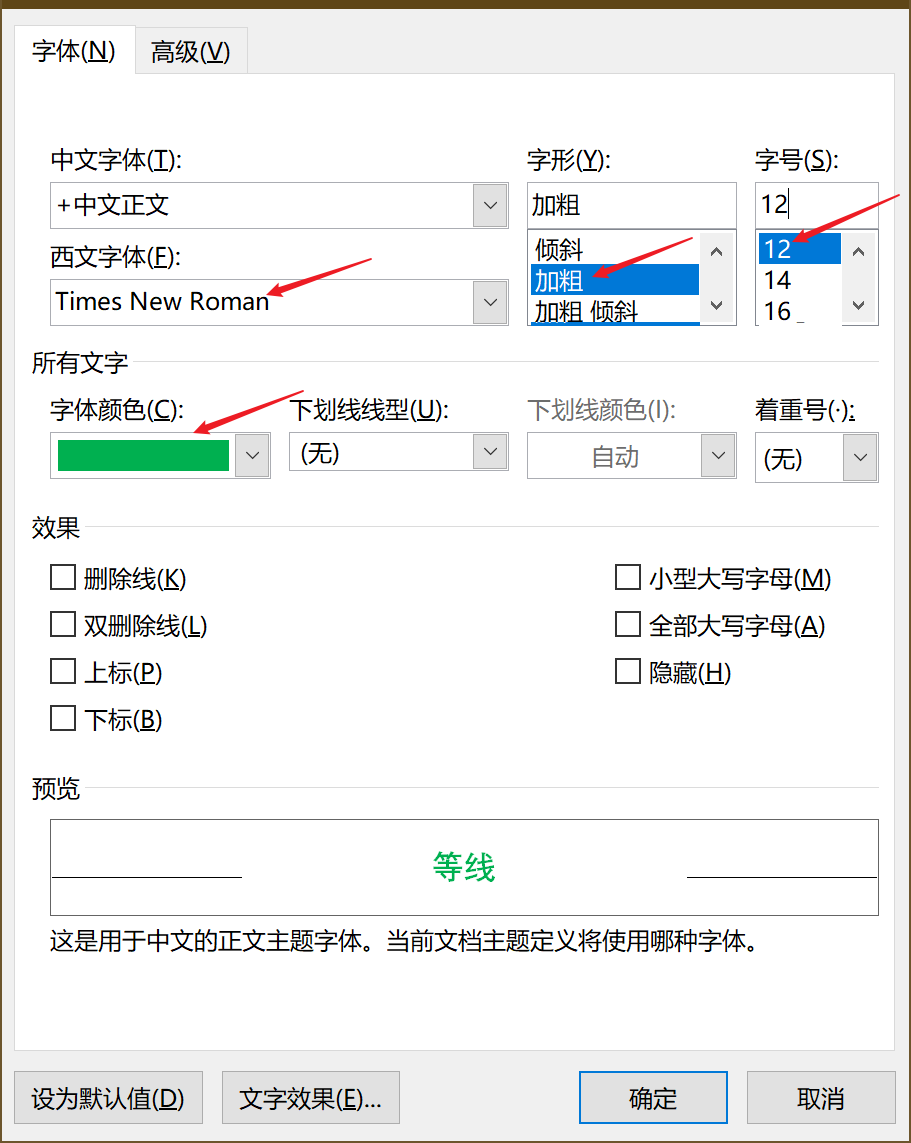 字体(N) 高级(V)
中文字体(T): 字形(Y): 字号(S):
+中文正文 加粗 12
西文字体(F): 倾斜 12
Times New Roman 加粗 14
加粗 倾斜 16
所有文字
字体颜色(C): 下划线线型(U): 下划线颜色(I): 着重号(·):
(无) 自动 (无)
效果
删除线(K) 小型大写字母(M)
双删除线(L) 全部大写字母(A)
上标(P) 隐藏(H)
下标(B)
预览
等线
这是用于中文的正文主题字体。当前文档主题定义将使用哪种字体。
设为默认值(D) 文字效果(E)... 确定 取消